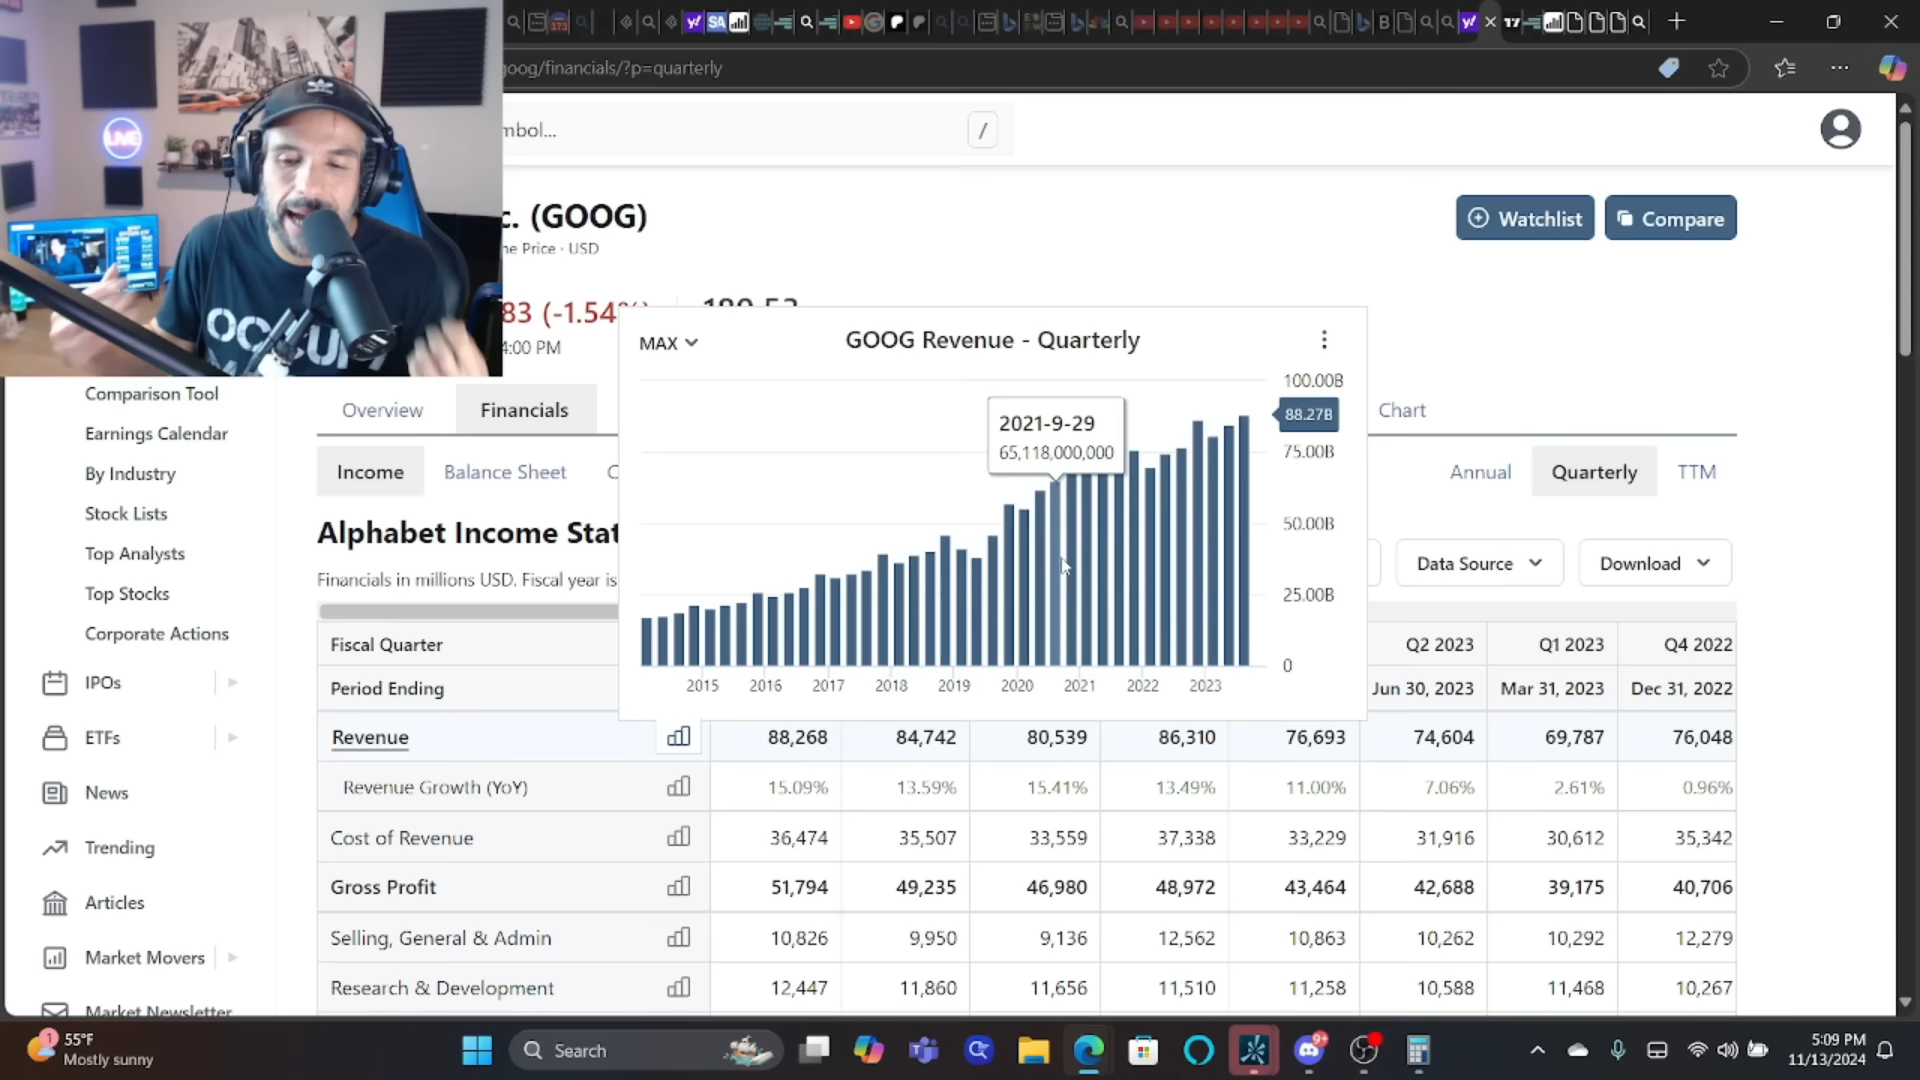 goog/financials/?p=quarterly
mbol...
/
LIVE
c. (GOOG)
ne Price · USD
Watchlist
Compare
83 (-1.54%)
180.53
4:00 PM
OCCUPY
Comparison Tool
Earnings Calendar
By Industry
Stock Lists
Top Analysts
Top Stocks
Corporate Actions
IPOs
ETFs
News
Trending
Articles
Market Movers
Market Newsletter
Overview
Financials
Chart
Income
Balance Sheet
C
Annual
Quarterly
TTM
Alphabet Income Stat
Financials in millions USD. Fiscal year is
Data Source
Download
MAX
GOOG Revenue - Quarterly
2021-9-29
65,118,000,000
100.00B
88.27B
75.00B
50.00B
25.00B
0
2015 2016 2017 2018 2019 2020 2021 2022 2023
Fiscal Quarter Q2 2023 Q1 2023 Q4 2022
Period Ending Jun 30, 2023 Mar 31, 2023 Dec 31, 2022
Revenue 88,268 84,742 80,539 86,310 76,693 74,604 69,787 76,048
Revenue Growth (YoY) 15.09% 13.59% 15.41% 13.49% 11.00% 7.06% 2.61% 0.96%
Cost of Revenue 36,474 35,507 33,559 37,338 33,229 31,916 30,612 35,342
Gross Profit 51,794 49,235 46,980 48,972 43,464 42,688 39,175 40,706
Selling, General & Admin 10,826 9,950 9,136 12,562 10,863 10,262 10,292 12,279
Research & Development 12,447 11,860 11,656 11,510 11,258 10,588 11,468 10,267
1
55°F
Mostly sunny
Search
9+
5:09 PM
11/13/2024